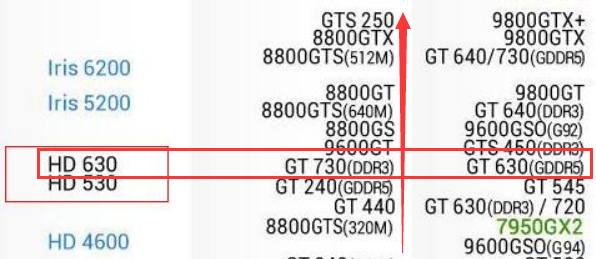 GTS 250 9800GTX+
8800GTX 9800GTX
8800GTS(512M) GT 640/730(GDDR5)
Iris 6200
8800GT 9800GT
Iris 5200 8800GTS(640M) GT 640(DDR3)
8800GS 9600GSO(G92)
9600GT GTS 450(DDR3)
HD 630 GT 730(DDR3) GT 630(GDDR5)
HD 530 GT 240(GDDR5) GT 545
GT 440 GT 630(DDR3) / 720
8800GTS(320M) 7950GX2
HD 4600 9600GSO(G94)